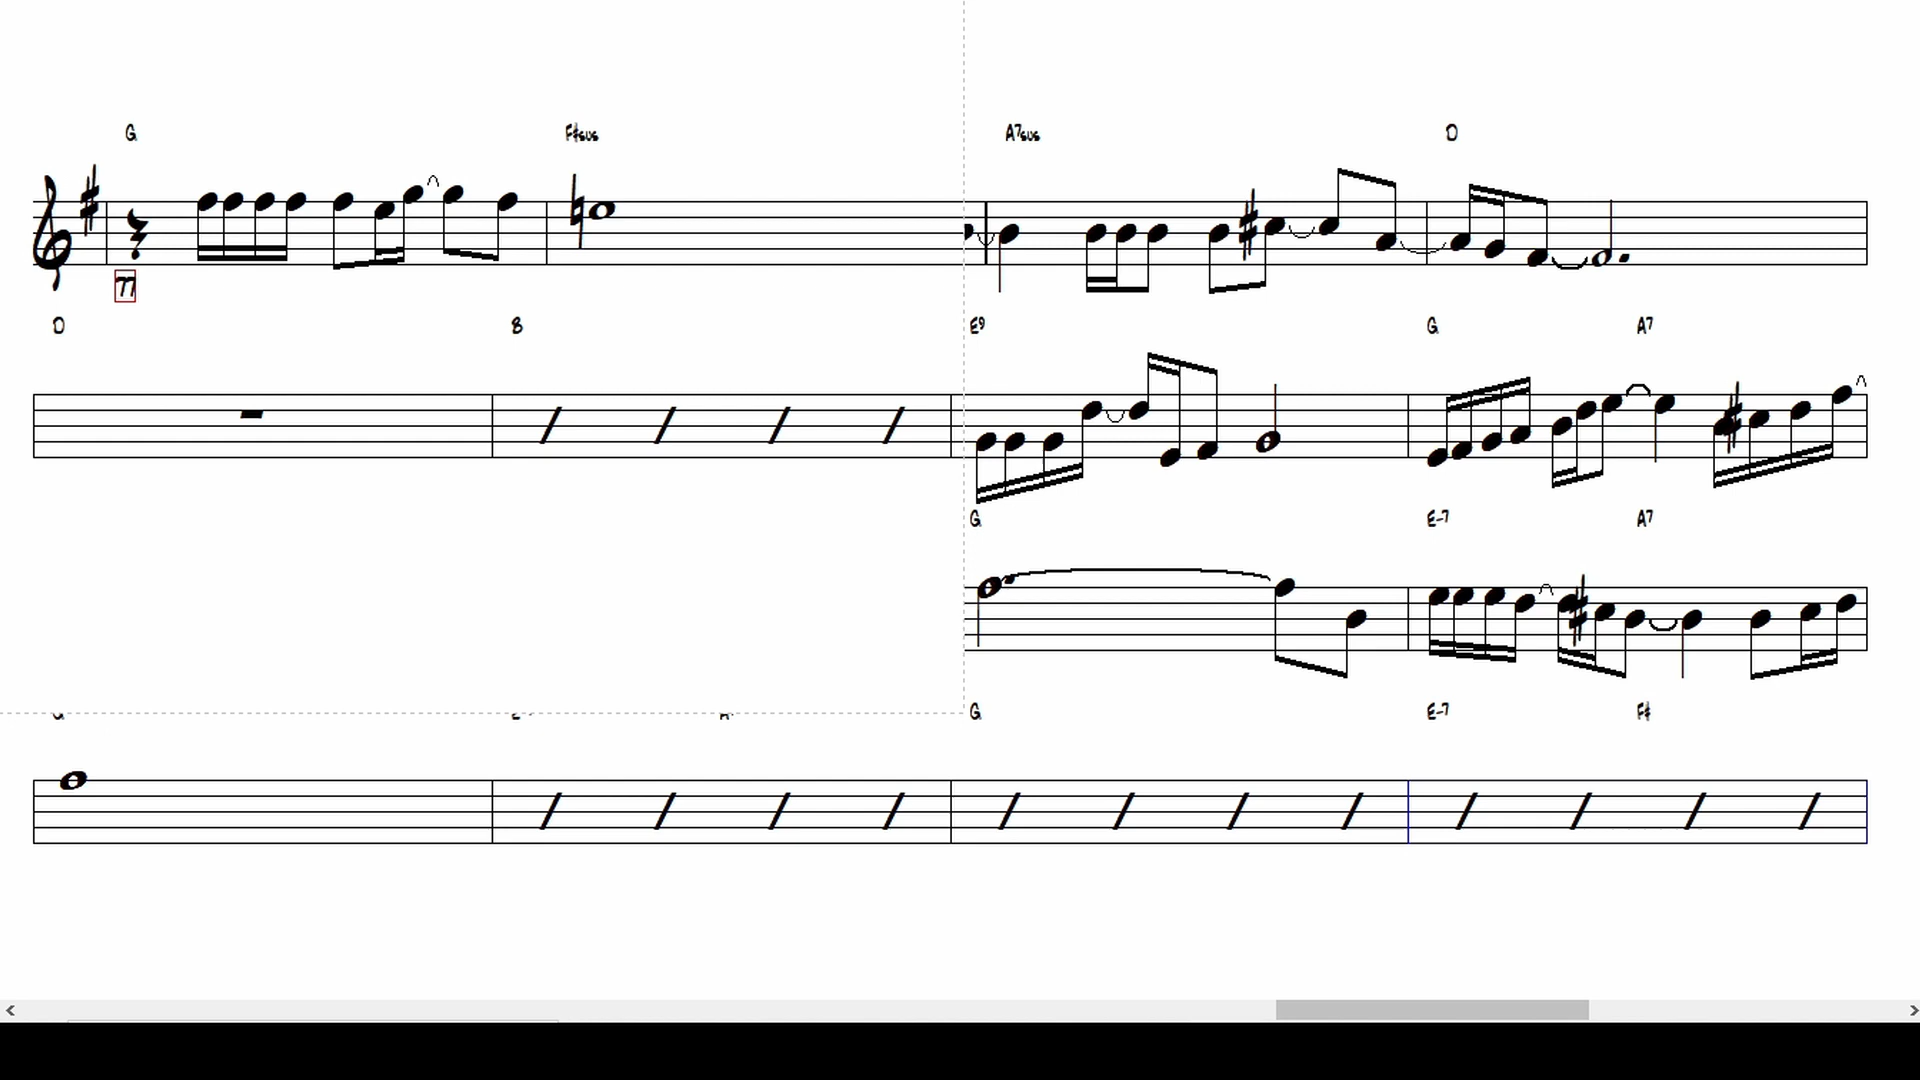 G F#sus A7sus D
77
D B E9 G A7
G E-7 A7
G E-7 F#